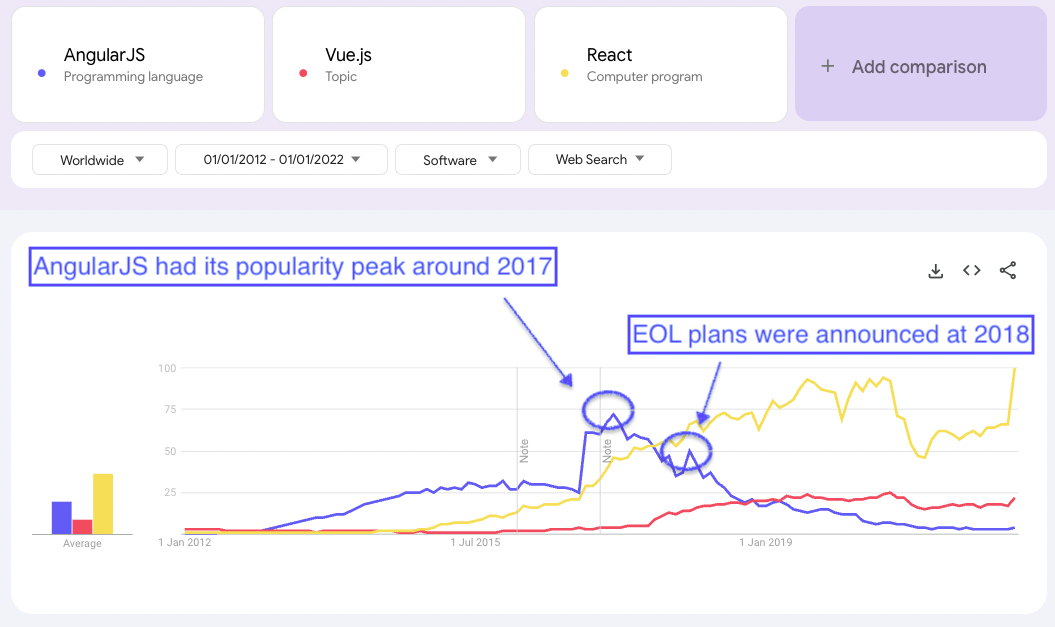 AngularJS
Programming language
Vue.js
Topic
React
Computer program
+ Add comparison
Worldwide
01/01/2012 - 01/01/2022
Software
Web Search
AngularJS had its popularity peak around 2017
EOL plans were announced at 2018
100
75
50
25
Note
Note
Average
1 Jan 2012
1 Jul 2015
1 Jan 2019